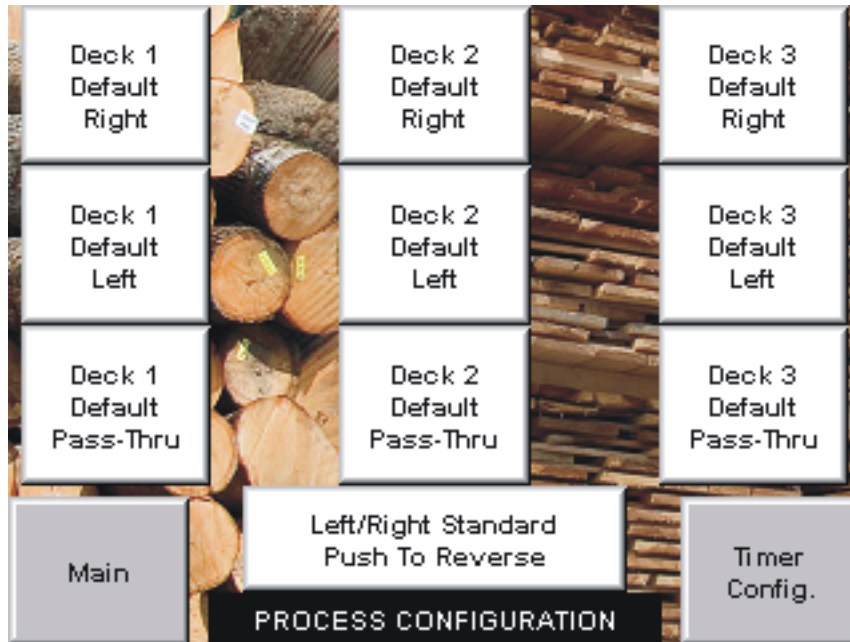 Deck 1
Default
Right
Deck 2
Default
Right
Deck 3
Default
Right
Deck 1
Default
Left
Deck 2
Default
Left
Deck 3
Default
Left
Deck 1
Default
Pass-Thru
Deck 2
Default
Pass-Thru
Deck 3
Default
Pass-Thru
Main
Left/Right Standard
Push To Reverse
Timer
Config.
PROCESS CONFIGURATION